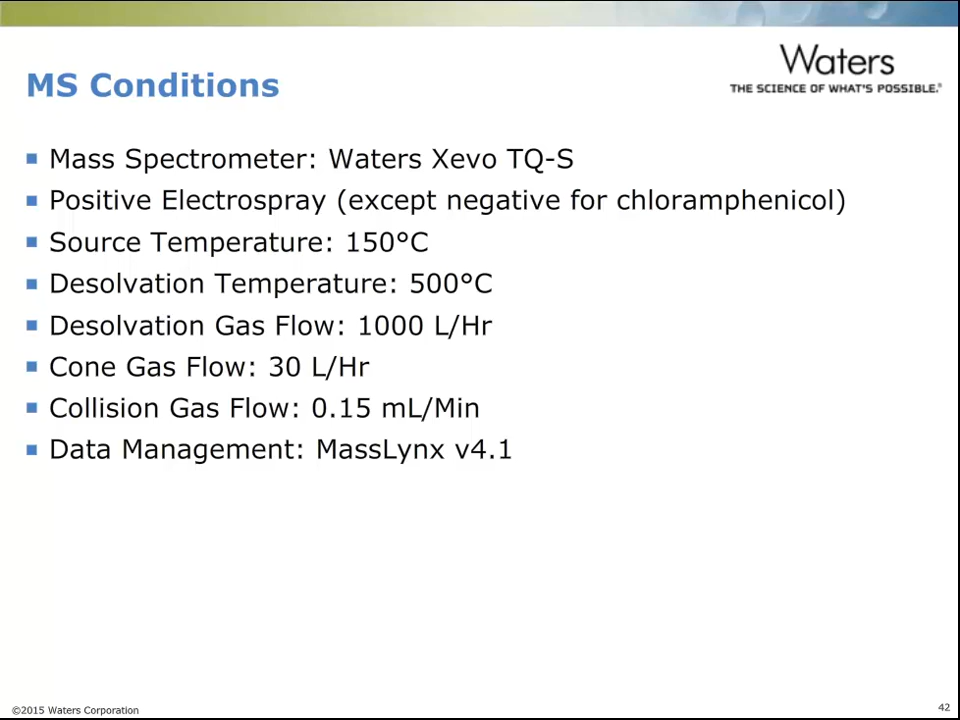 Waters
THE SCIENCE OF WHAT'S POSSIBLE.®
MS Conditions
Mass Spectrometer: Waters Xevo TQ-S
Positive Electrospray (except negative for chloramphenicol)
Source Temperature: 150°C
Desolvation Temperature: 500°C
Desolvation Gas Flow: 1000 L/Hr
Cone Gas Flow: 30 L/Hr
Collision Gas Flow: 0.15 mL/Min
Data Management: MassLynx v4.1
©2015 Waters Corporation
42